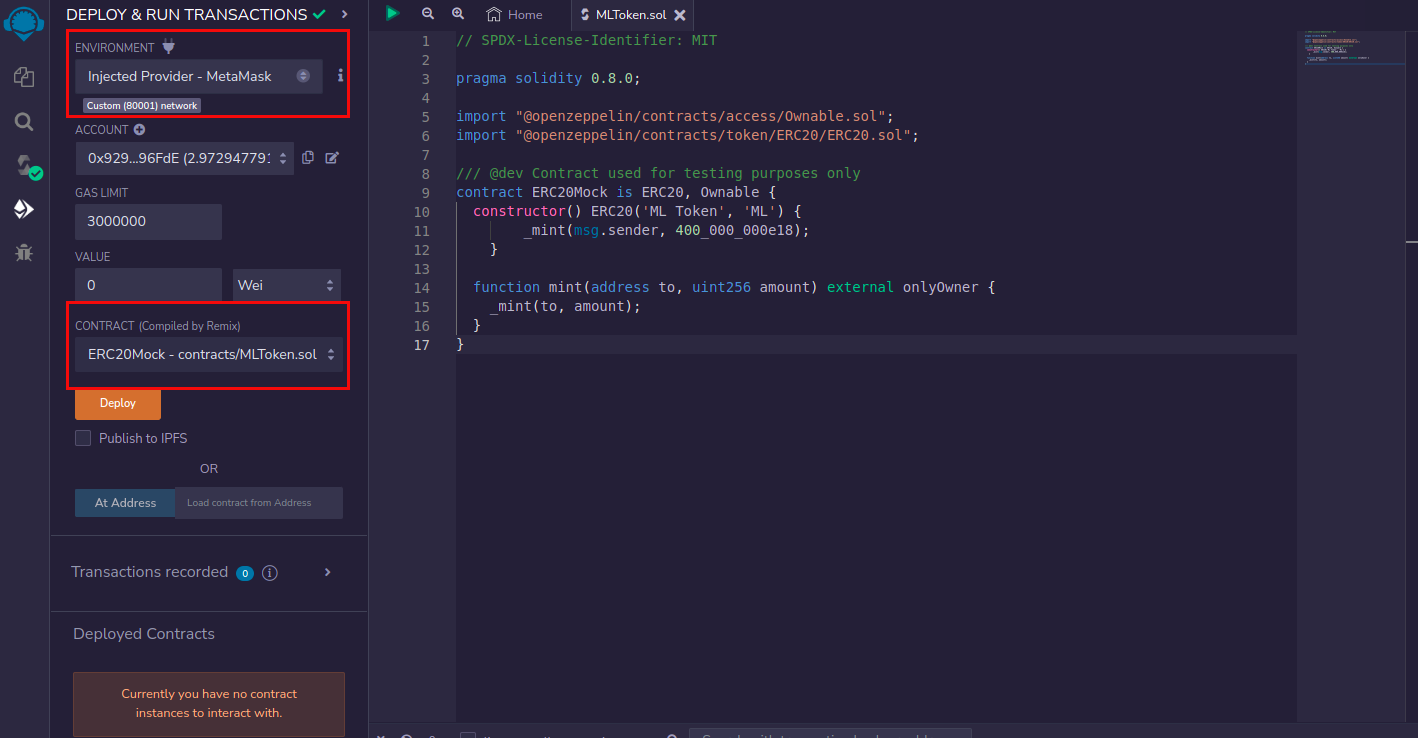 DEPLOY & RUN TRANSACTIONS
ENVIRONMENT
Injected Provider - MetaMask
Custom (80001) network
ACCOUNT
0x929...96FdE (2.972947791
GAS LIMIT
3000000
VALUE
0
Wei
CONTRACT (Compiled by Remix)
ERC20Mock - contracts/MLToken.sol
Deploy
Publish to IPFS
OR
At Address
Load contract from Address
Transactions recorded 0
Deployed Contracts
Currently you have no contract
instances to interact with.
Home
MLToken.sol
1 // SPDX-License-Identifier: MIT
2
3 pragma solidity 0.8.0;
4
5 import "@openzeppelin/contracts/access/Ownable.sol";
6 import "@openzeppelin/contracts/token/ERC20/ERC20.sol";
7
8 /// @dev Contract used for testing purposes only
9 contract ERC20Mock is ERC20, Ownable {
10 constructor() ERC20('ML Token', 'ML') {
11 _mint(msg.sender, 400_000_000e18);
12 }
13
14 function mint(address to, uint256 amount) external onlyOwner {
15 _mint(to, amount);
16 }
17 }